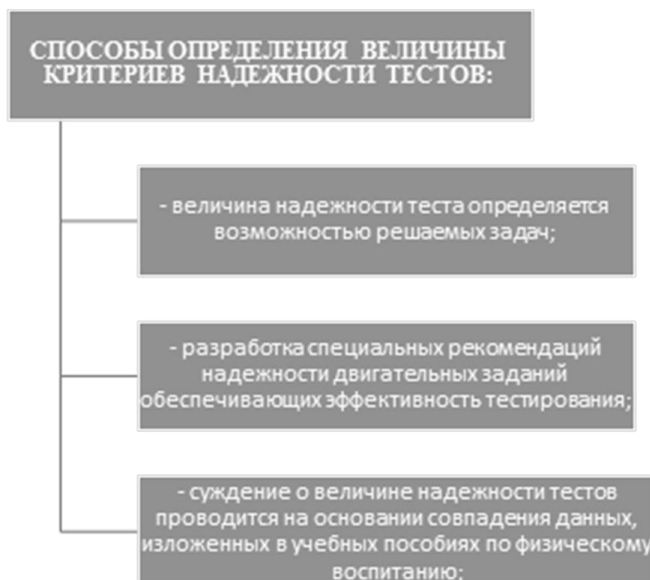 СПОСОБЫ ОПРЕДЕЛЕНИЯ ВЕЛИЧИНЫ
КРИТЕРИЕВ НАДЕЖНОСТИ ТЕСТОВ:
- величина надежности теста определяется
возможностью решаемых задач;
- разработка специальных рекомендаций
надежности двигательных заданий
обеспечивающих эффективность тестирования;
- суждение о величине надежности тестов
проводится на основании совпадения данных,
изложенных в учебных пособиях по физическому
воспитанию;